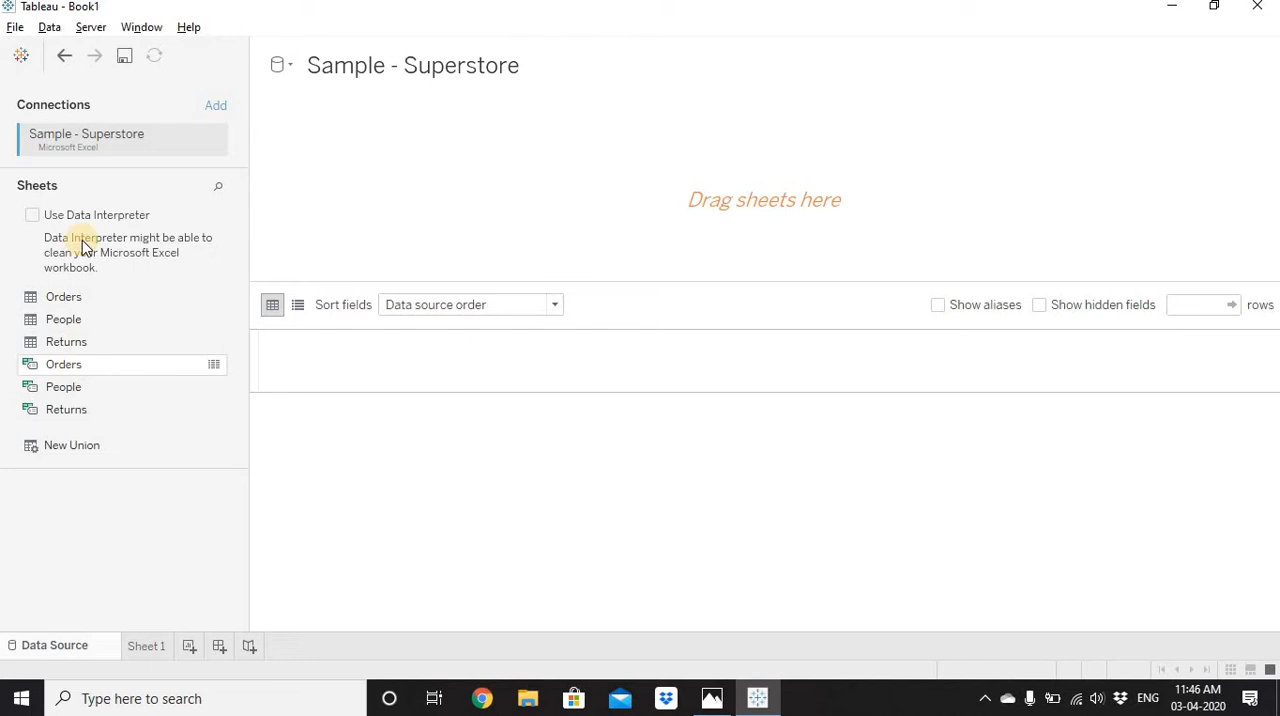 Tableau - Book1
File Data Server Window Help
Connections Add
Sample - Superstore
Microsoft Excel
Sheets
Use Data Interpreter
Data Interpreter might be able to
clean your Microsoft Excel
workbook.
Orders
People
Returns
Orders
People
Returns
New Union
Sample - Superstore
Drag sheets here
Sort fields Data source order Show aliases Show hidden fields rows
Data Source Sheet 1
Type here to search
ENG
11:46 AM
03-04-2020